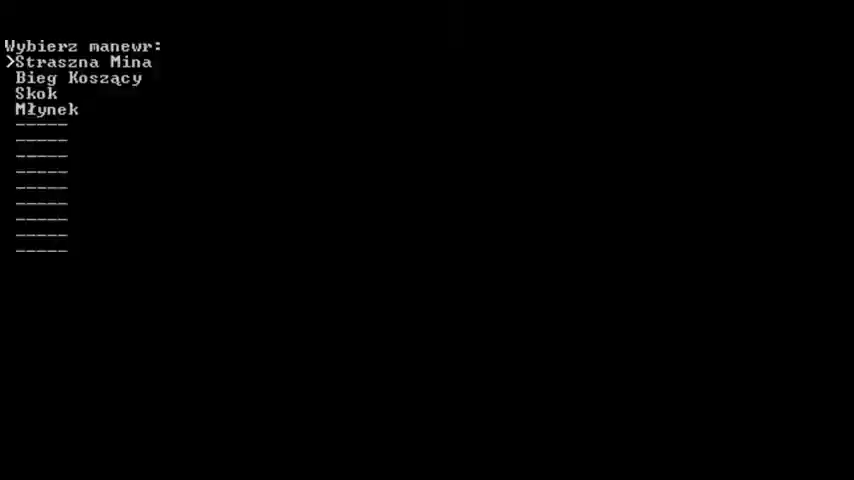 Wybierz manewr:
>Straszna Mina
Bieg Koszący
Skok
Młynek
-----
-----
-----
-----
-----
-----
-----
-----
-----